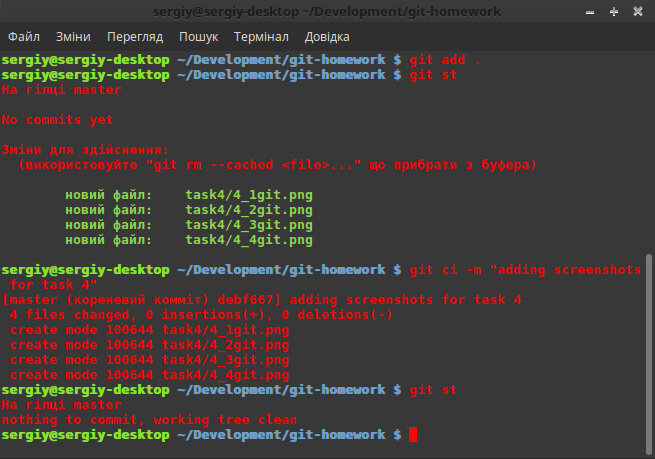 sergiy@sergiy-desktop ~/Development/git-homework
Файл Зміни Перегляд Пошук Термінал Довідка
sergiy@sergiy-desktop ~/Development/git-homework $ git add .
sergiy@sergiy-desktop ~/Development/git-homework $ git st
На гілці master
No commits yet
Зміни для здійснення:
  (використовуйте "git rm --cached <file>..." що прибрати з буфера)
        новий файл:    task4/4_1git.png
        новий файл:    task4/4_2git.png
        новий файл:    task4/4_3git.png
        новий файл:    task4/4_4git.png
sergiy@sergiy-desktop ~/Development/git-homework $ git ci -m "adding screenshots
 for task 4"
[master (кореневий комміт) debf667] adding screenshots for task 4
 4 files changed, 0 insertions(+), 0 deletions(-)
 create mode 100644 task4/4_1git.png
 create mode 100644 task4/4_2git.png
 create mode 100644 task4/4_3git.png
 create mode 100644 task4/4_4git.png
sergiy@sergiy-desktop ~/Development/git-homework $ git st
На гілці master
nothing to commit, working tree clean
sergiy@sergiy-desktop ~/Development/git-homework $